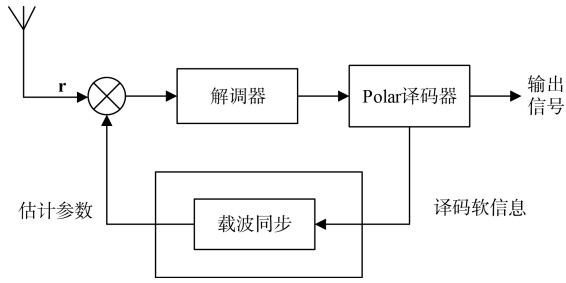 r
解调器
Polar译码器
输出
信号
估计参数
载波同步
译码软信息